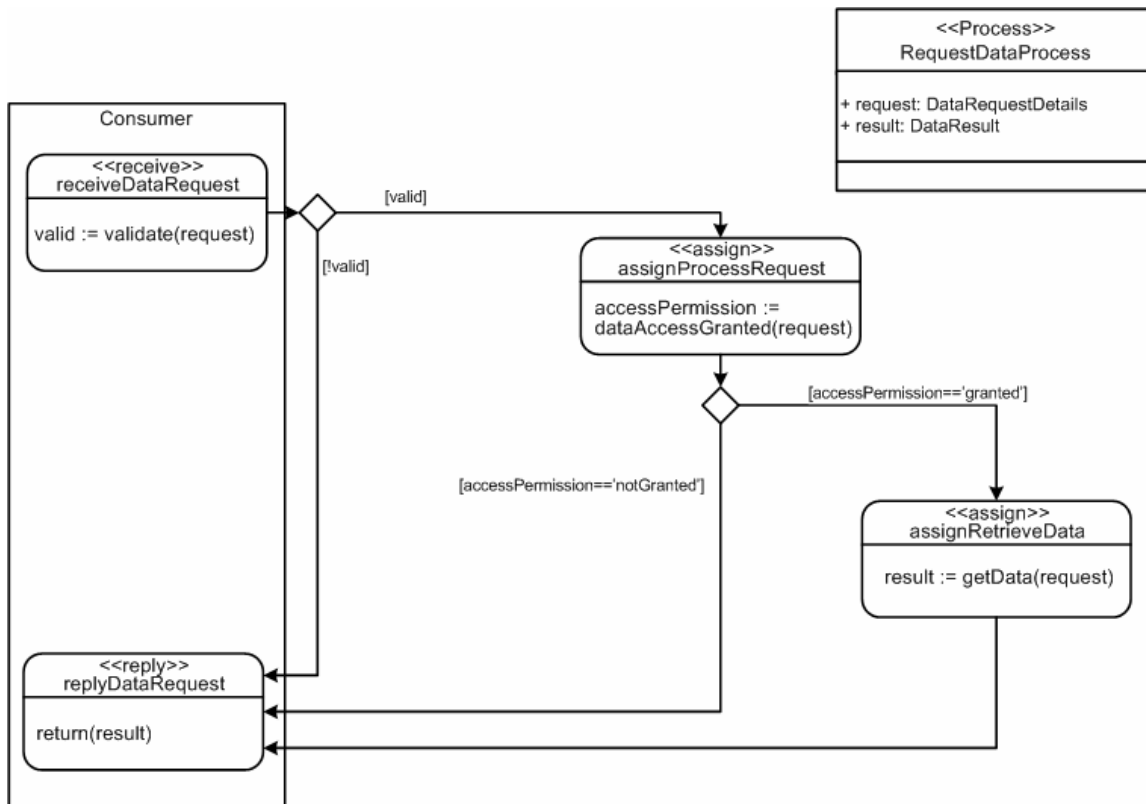 <<Process>>
RequestDataProcess
+ request: DataRequestDetails
+ result: DataResult
Consumer
<<receive>>
receiveDataRequest
valid := validate(request)
[valid]
[!valid]
<<assign>>
assignProcessRequest
accessPermission :=
dataAccessGranted(request)
[accessPermission=='granted']
[accessPermission=='notGranted']
<<assign>>
assignRetrieveData
result := getData(request)
<<reply>>
replyDataRequest
return(result)